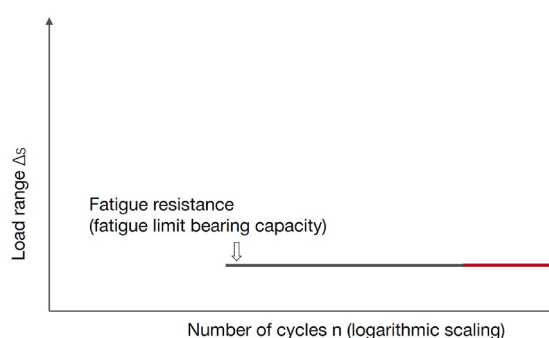 Load range Δs
Fatigue resistance
(fatigue limit bearing capacity)
Number of cycles n (logarithmic scaling)